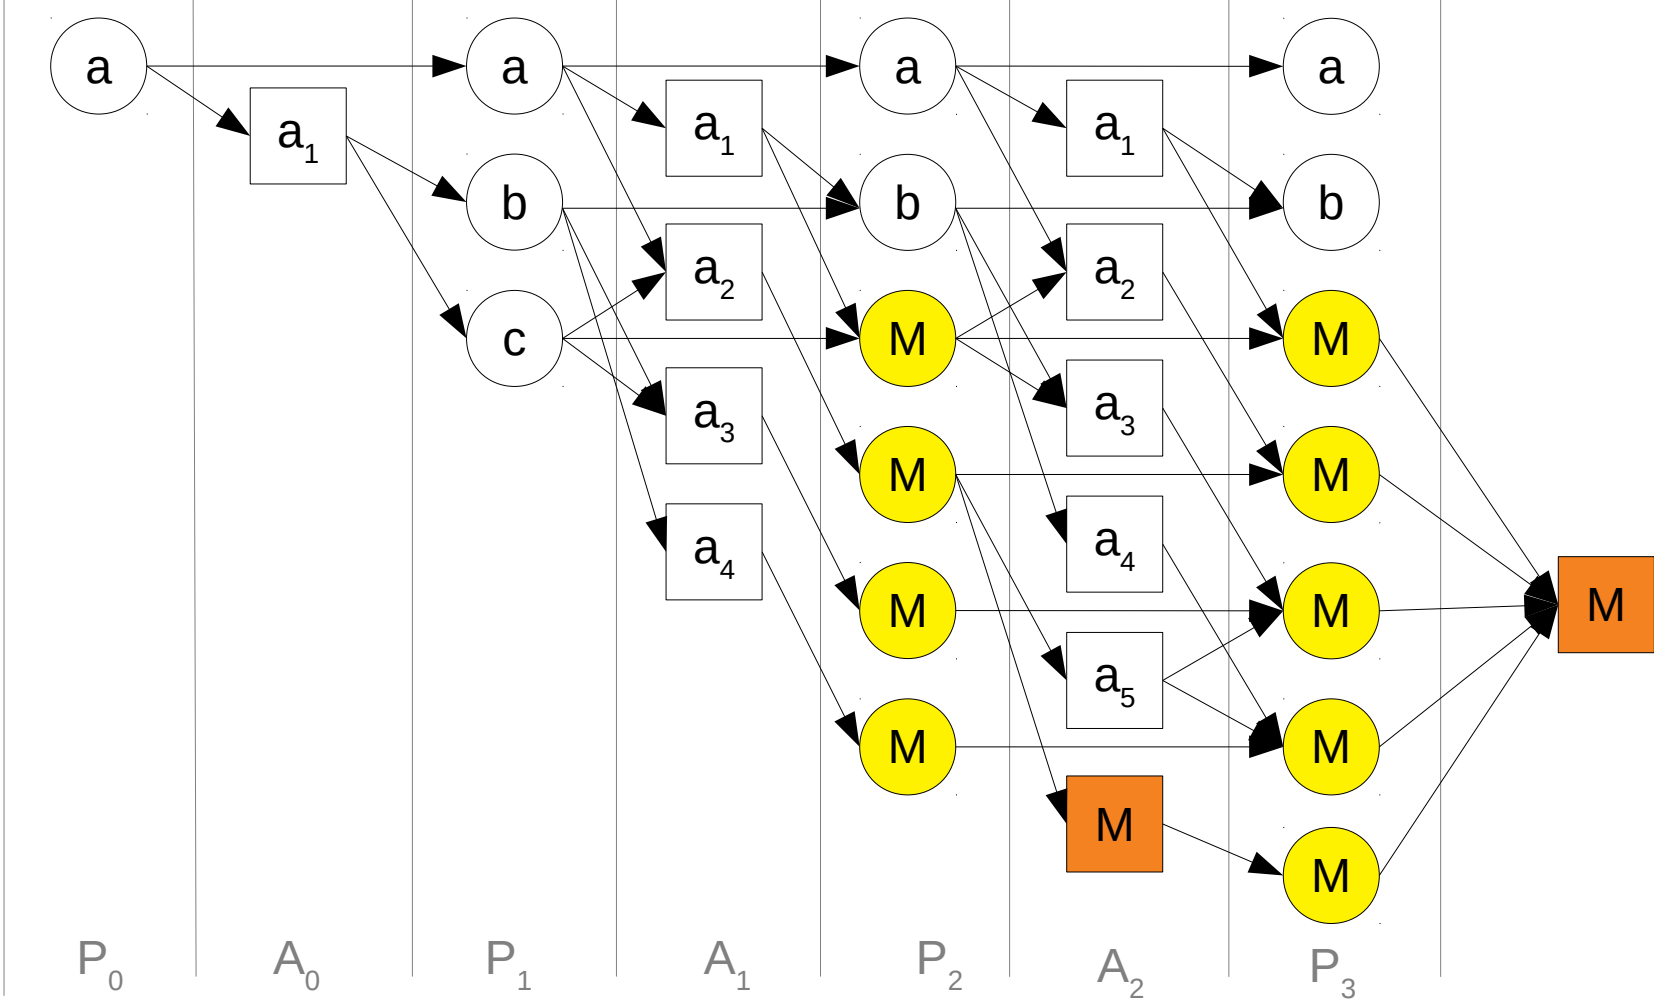 a a a a
a₁ a₁ a₁
b b b
a₂ a₂
c M M
a₃ a₃
M M
a₄ a₄
M M M
a₅
M M
M
M
P₀ A₀ P₁ A₁ P₂ A₂ P₃